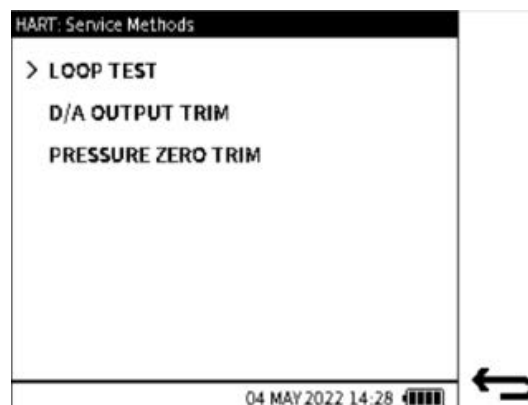 HART: Service Methods
> LOOP TEST
D/A OUTPUT TRIM
PRESSURE ZERO TRIM
04 MAY 2022 14:28